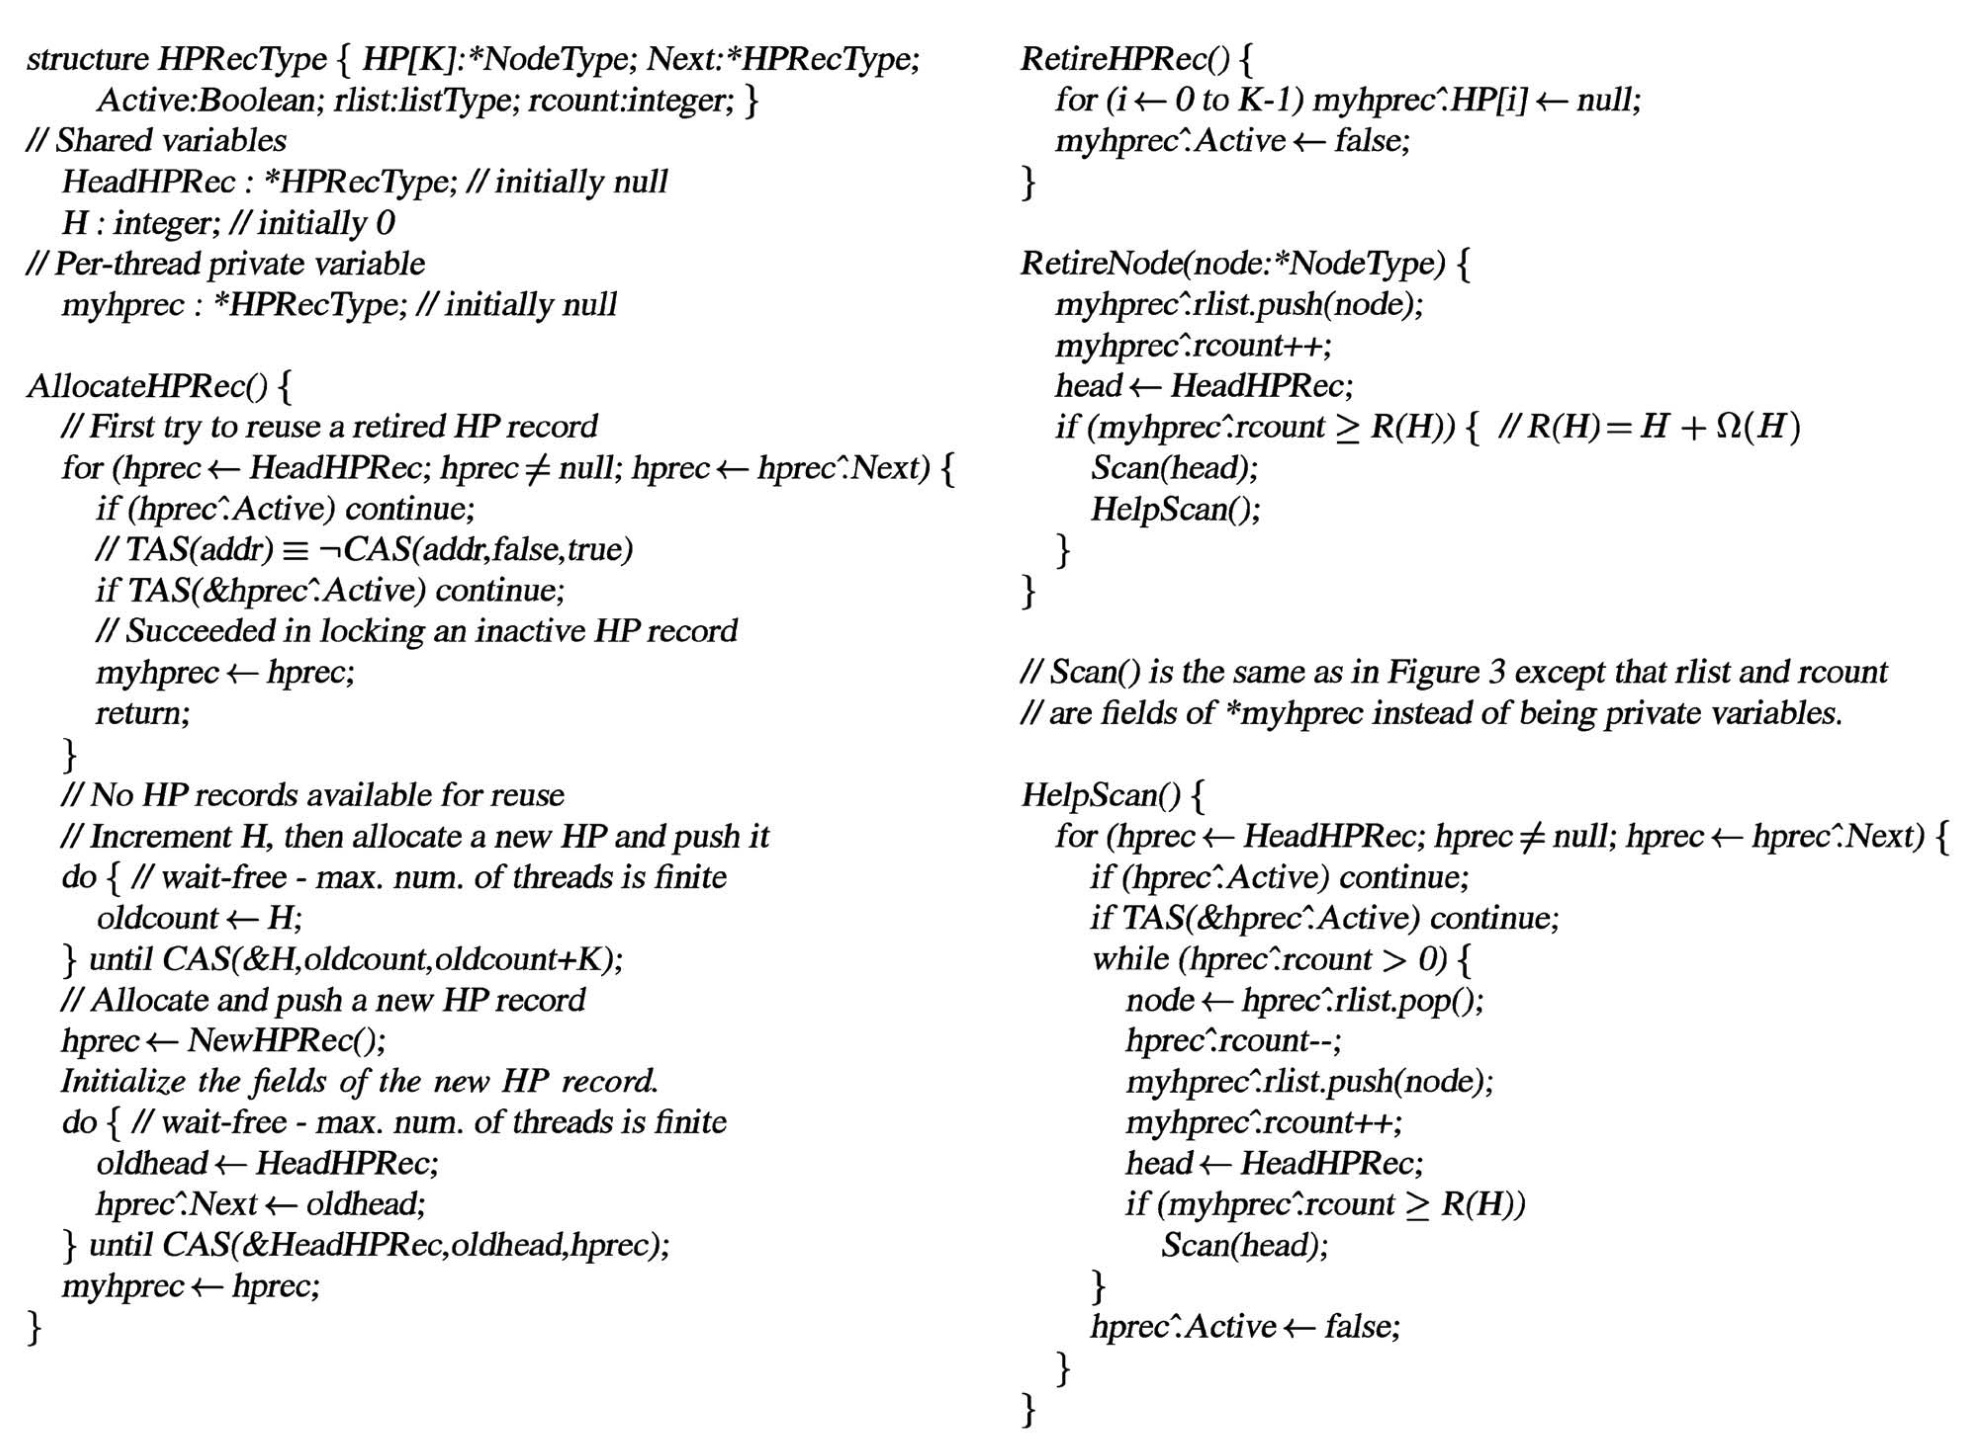 structure HPRecType { HP[K]:*NodeType; Next:*HPRecType;
Active:Boolean; rlist:listType; rcount:integer; }
// Shared variables
HeadHPRec : *HPRecType; // initially null
H : integer; // initially 0
// Per-thread private variable
myhprec : *HPRecType; // initially null
AllocateHPRec() {
// First try to reuse a retired HP record
for (hprec ← HeadHPRec; hprec ≠ null; hprec ← hprec^.Next) {
if (hprec^.Active) continue;
// TAS(addr) ≡ ¬CAS(addr,false,true)
if TAS(&hprec^.Active) continue;
// Succeeded in locking an inactive HP record
myhprec ← hprec;
return;
}
// No HP records available for reuse
// Increment H, then allocate a new HP and push it
do { // wait-free - max. num. of threads is finite
oldcount ← H;
} until CAS(&H,oldcount,oldcount+K);
// Allocate and push a new HP record
hprec ← NewHPRec();
Initialize the fields of the new HP record.
do { // wait-free - max. num. of threads is finite
oldhead ← HeadHPRec;
hprec^.Next ← oldhead;
} until CAS(&HeadHPRec,oldhead,hprec);
myhprec ← hprec;
}
RetireHPRec() {
for (i ← 0 to K-1) myhprec^.HP[i] ← null;
myhprec^.Active ← false;
}
RetireNode(node:*NodeType) {
myhprec^.rlist.push(node);
myhprec^.rcount++;
head ← HeadHPRec;
if (myhprec^.rcount ≥ R(H)) { // R(H) = H + Ω(H)
Scan(head);
HelpScan();
}
}
// Scan() is the same as in Figure 3 except that rlist and rcount
// are fields of *myhprec instead of being private variables.
HelpScan() {
for (hprec ← HeadHPRec; hprec ≠ null; hprec ← hprec^.Next) {
if (hprec^.Active) continue;
if TAS(&hprec^.Active) continue;
while (hprec^.rcount > 0) {
node ← hprec^.rlist.pop();
hprec^.rcount--;
myhprec^.rlist.push(node);
myhprec^.rcount++;
head ← HeadHPRec;
if (myhprec^.rcount ≥ R(H))
Scan(head);
}
hprec^.Active ← false;
}
}